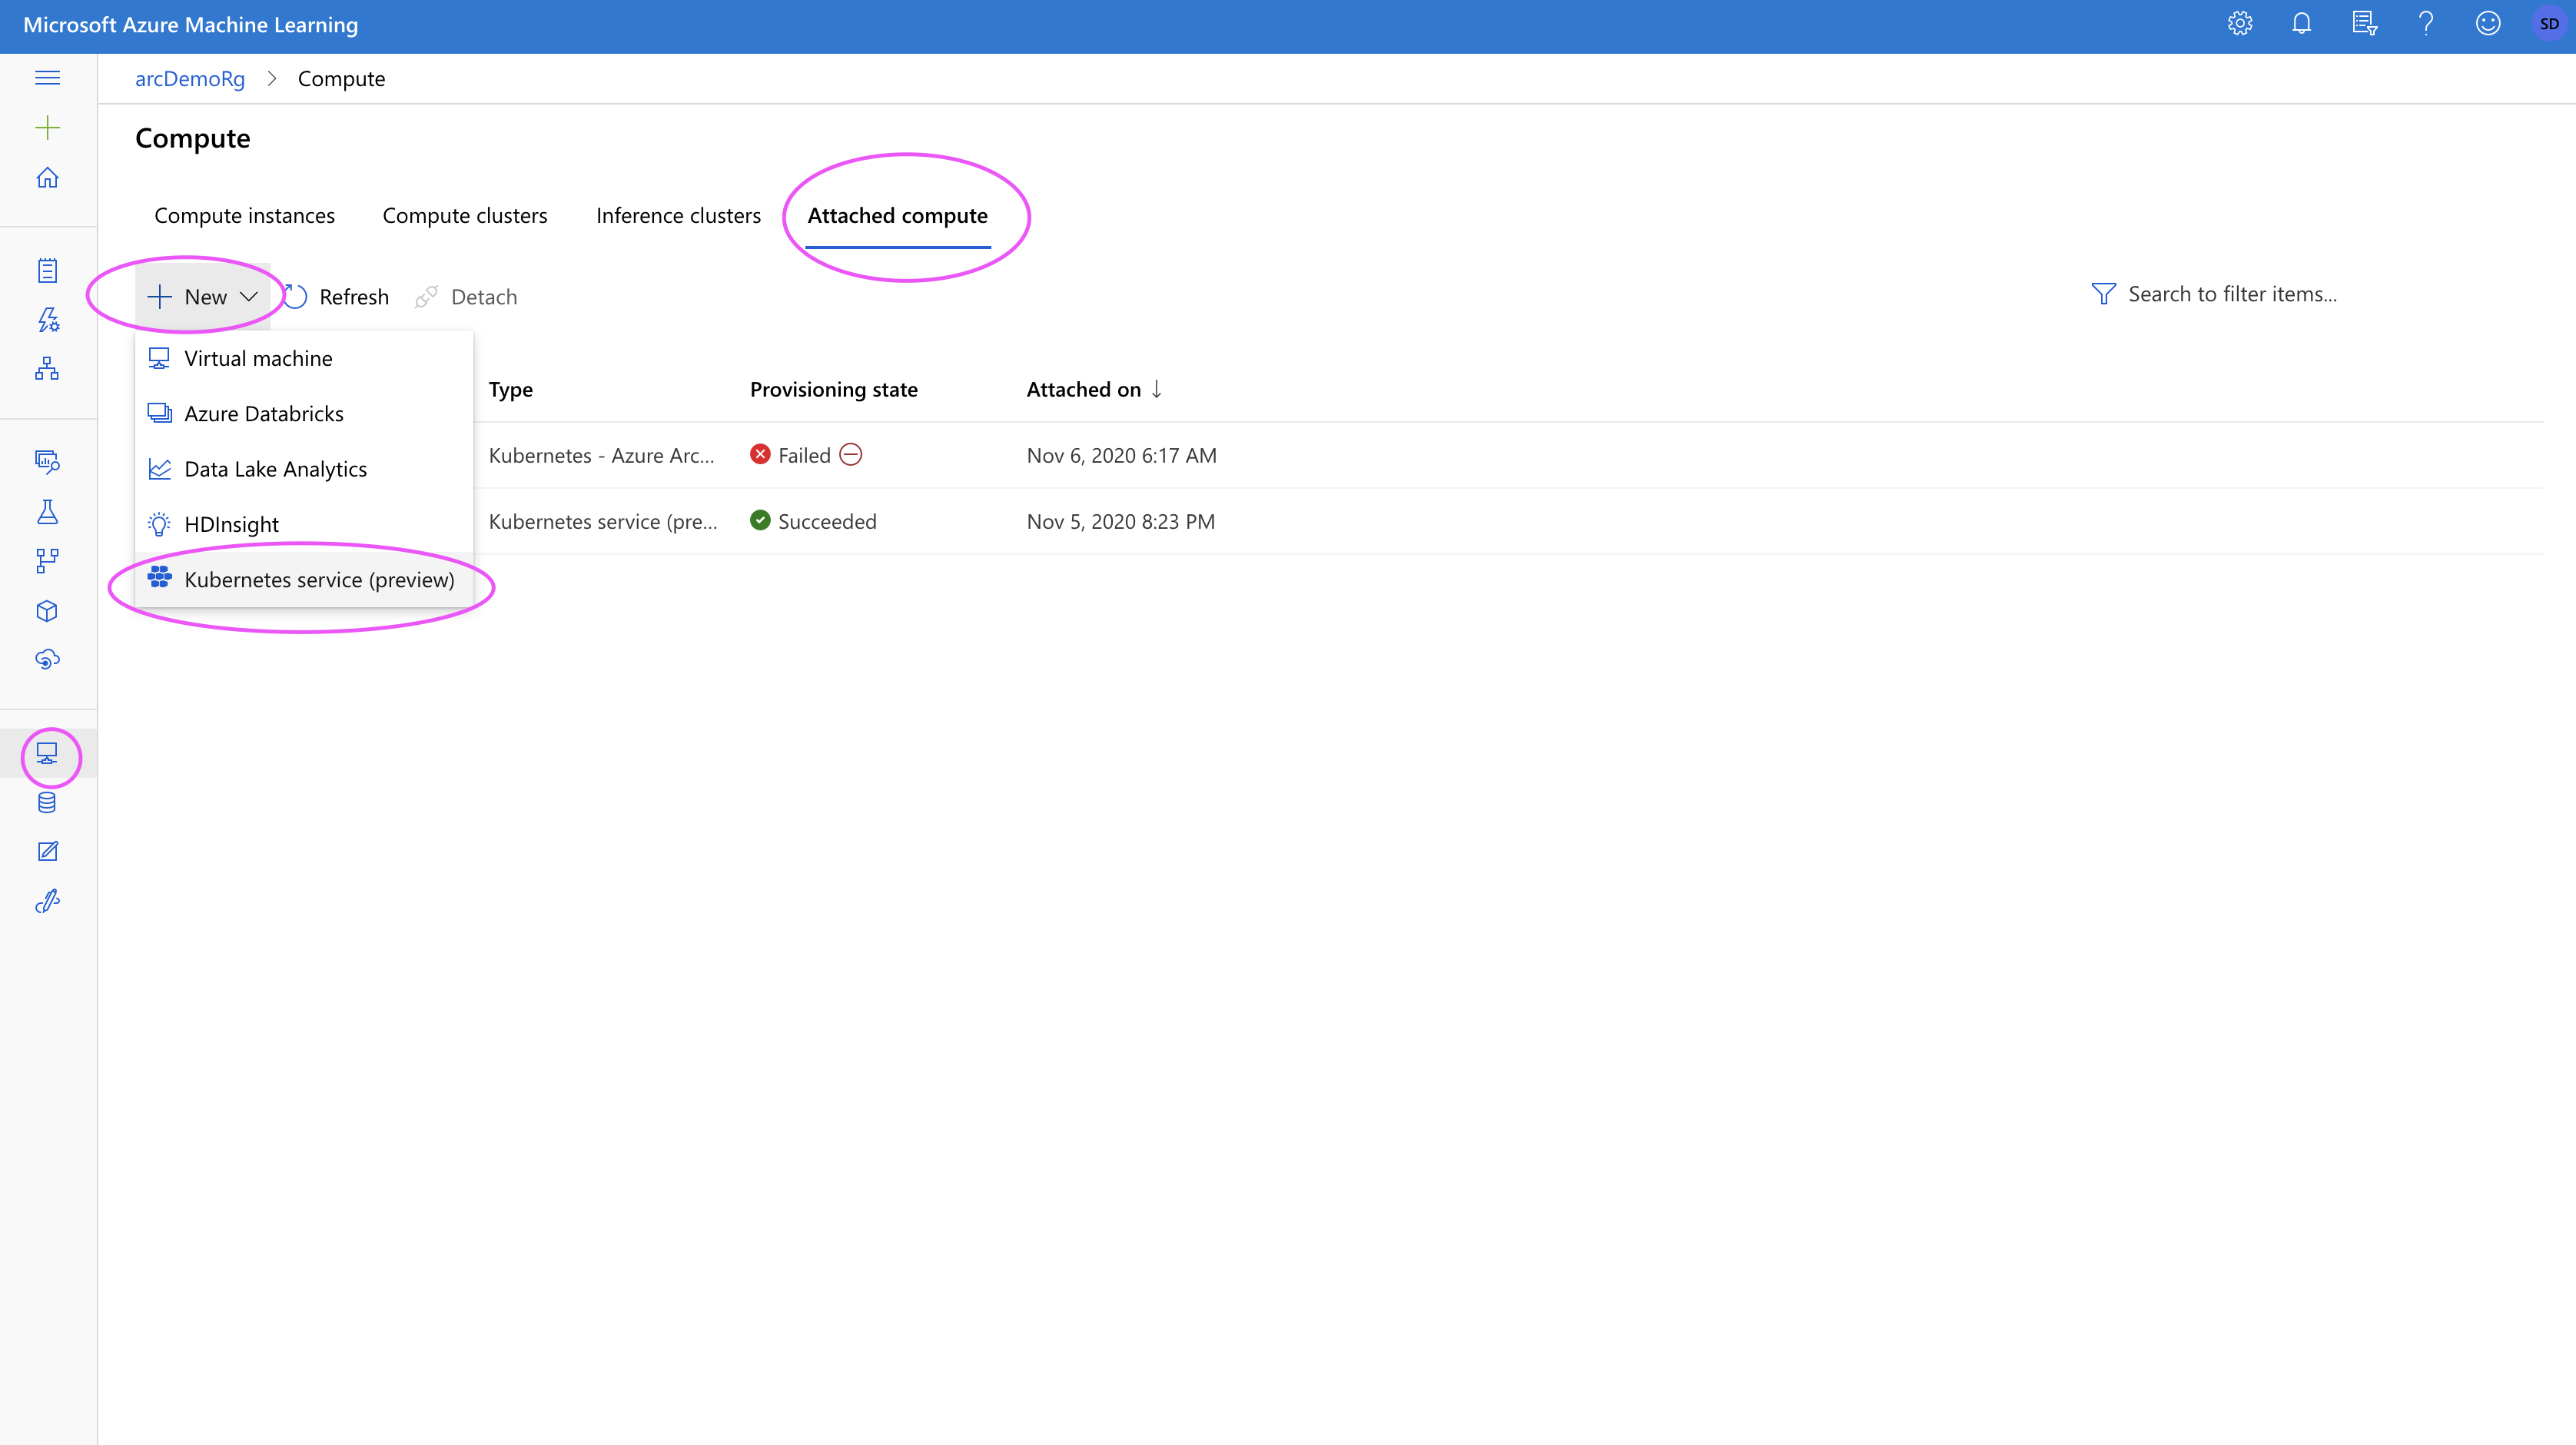 Microsoft Azure Machine Learning
SD
arcDemoRg > Compute
Compute
Compute instances Compute clusters Inference clusters Attached compute
New Refresh Detach Search to filter items...
Virtual machine
Type Provisioning state Attached on ↓
Azure Databricks
Kubernetes - Azure Arc... Failed Nov 6, 2020 6:17 AM
Data Lake Analytics
Kubernetes service (pre... Succeeded Nov 5, 2020 8:23 PM
HDInsight
Kubernetes service (preview)